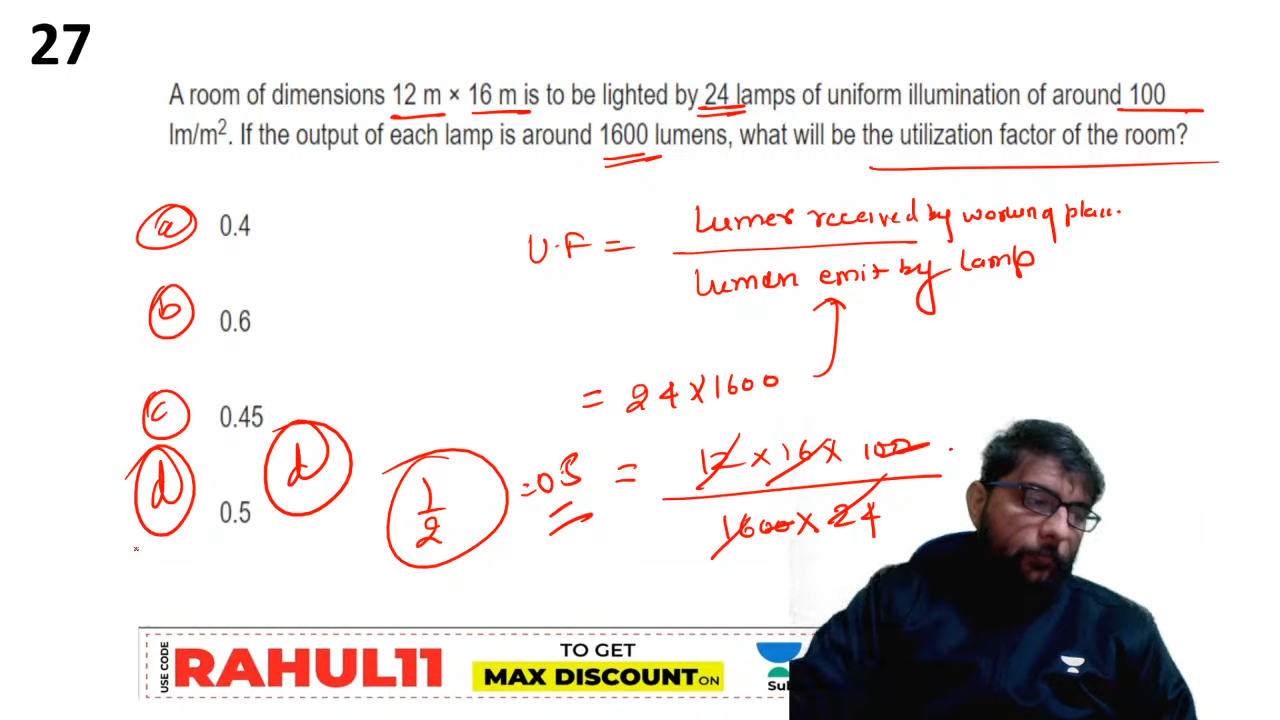 27
A room of dimensions 12 m × 16 m is to be lighted by 24 lamps of uniform illumination of around 100
lm/m². If the output of each lamp is around 1600 lumens, what will be the utilization factor of the room?
a 0.4
b 0.6
c 0.45
d 0.5
U.F =
Lumen received by working plan.
Lumen emit by lamp
= 24×1600
d
1/2 =0.5 = 12×16×100
1600×24
USE CODE
RAHUL11
TO GET
MAX DISCOUNT ON